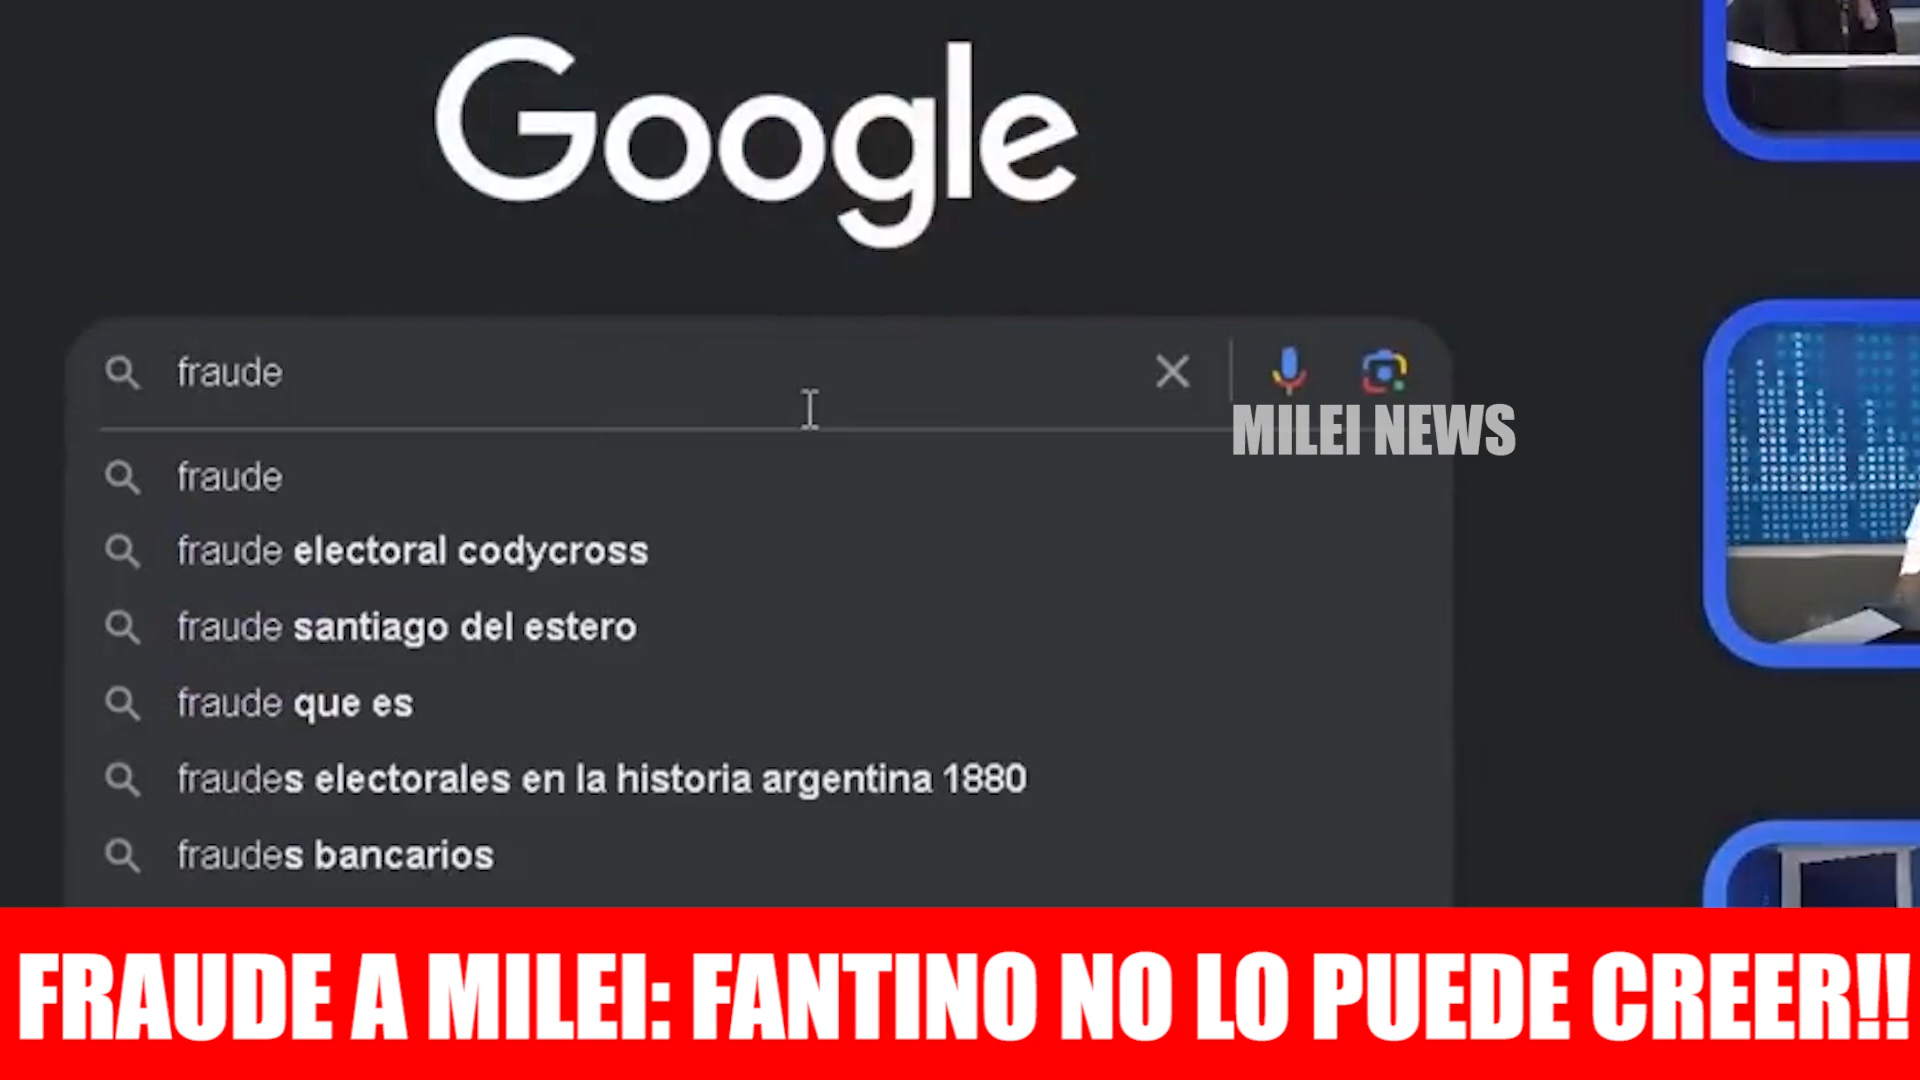 Google
fraude
MILEI NEWS
fraude
fraude electoral codycross
fraude santiago del estero
fraude que es
fraudes electorales en la historia argentina 1880
fraudes bancarios
FRAUDE A MILEI: FANTINO NO LO PUEDE CREER!!